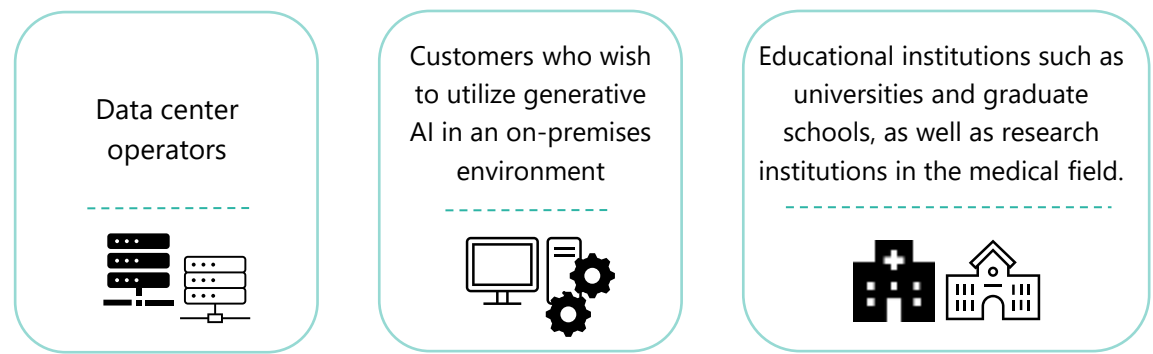 Data center
operators
Customers who wish
to utilize generative
AI in an on-premises
environment
Educational institutions such as
universities and graduate
schools, as well as research
institutions in the medical field.